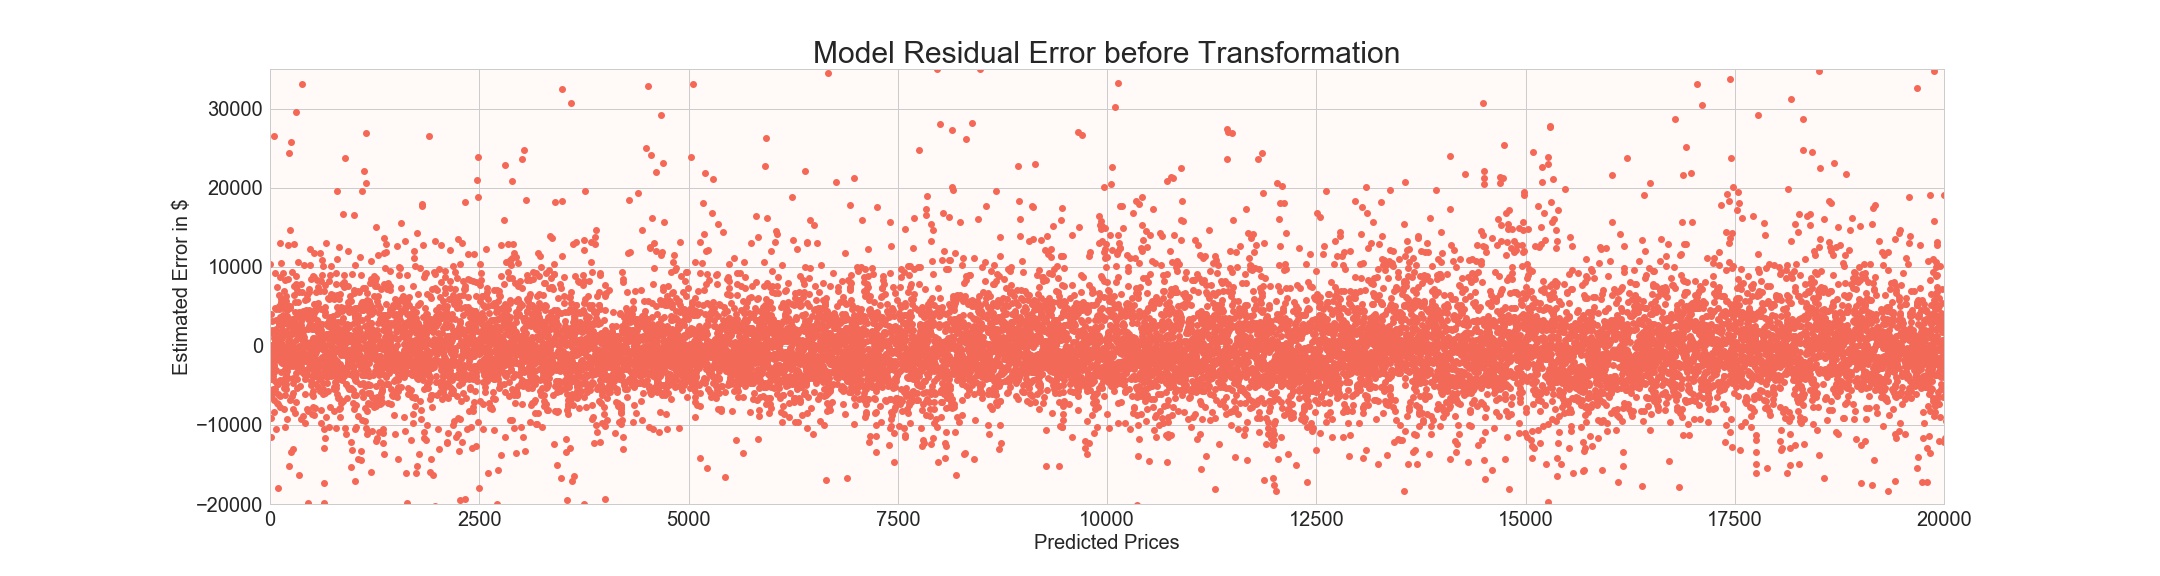 Model Residual Error before Transformation
30000
20000
10000
0
−10000
−20000
Estimated Error in $
0 2500 5000 7500 10000 12500 15000 17500 20000
Predicted Prices